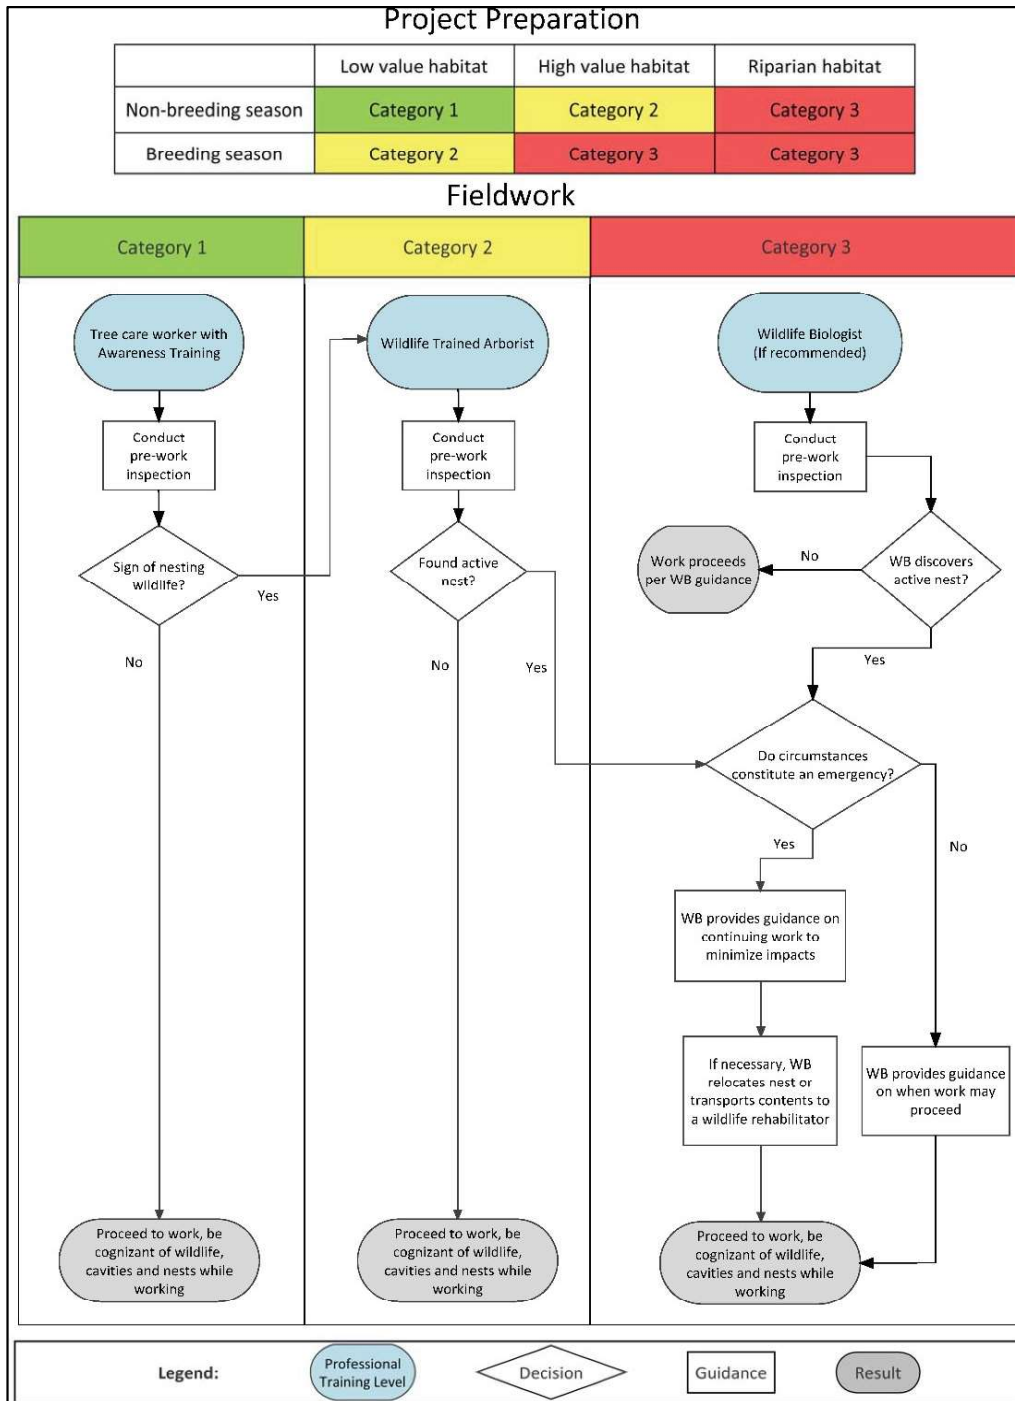 Project Preparation
Low value habitat
High value habitat
Riparian habitat
Non-breeding season
Category 1
Category 2
Category 3
Breeding season
Category 2
Category 3
Category 3
Fieldwork
Category 1
Category 2
Category 3
Tree care worker with
Awareness Training
Conduct
pre-work
inspection
Sign of nesting
wildlife?
Yes
No
Proceed to work, be
cognizant of wildlife,
cavities and nests while
working
Wildlife Trained Arborist
Conduct
pre-work
inspection
Found active
nest?
No
Yes
Proceed to work, be
cognizant of wildlife,
cavities and nests while
working
Wildlife Biologist
(If recommended)
Conduct
pre-work
inspection
WB discovers
active nest?
No
Work proceeds
per WB guidance
Yes
Do circumstances
constitute an emergency?
Yes
No
WB provides guidance on
continuing work to
minimize impacts
If necessary, WB
relocates nest or
transports contents to
a wildlife rehabilitator
WB provides guidance
on when work may
proceed
Proceed to work, be
cognizant of wildlife,
cavities and nests while
working
Legend:
Professional
Training Level
Decision
Guidance
Result